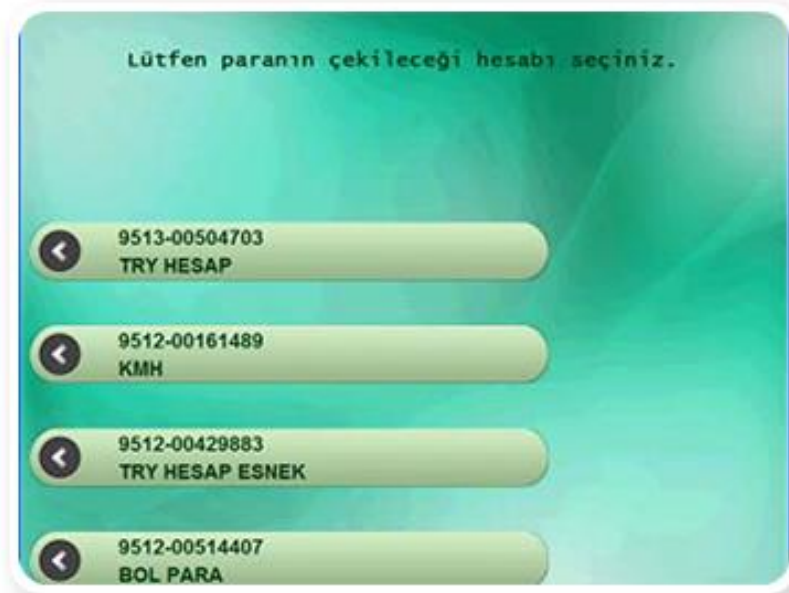 Lütfen paranın çekileceği hesabı seçiniz.
9513-00504703
TRY HESAP
9512-00161489
KMH
9512-00429883
TRY HESAP ESNEK
9512-00514407
BOL PARA